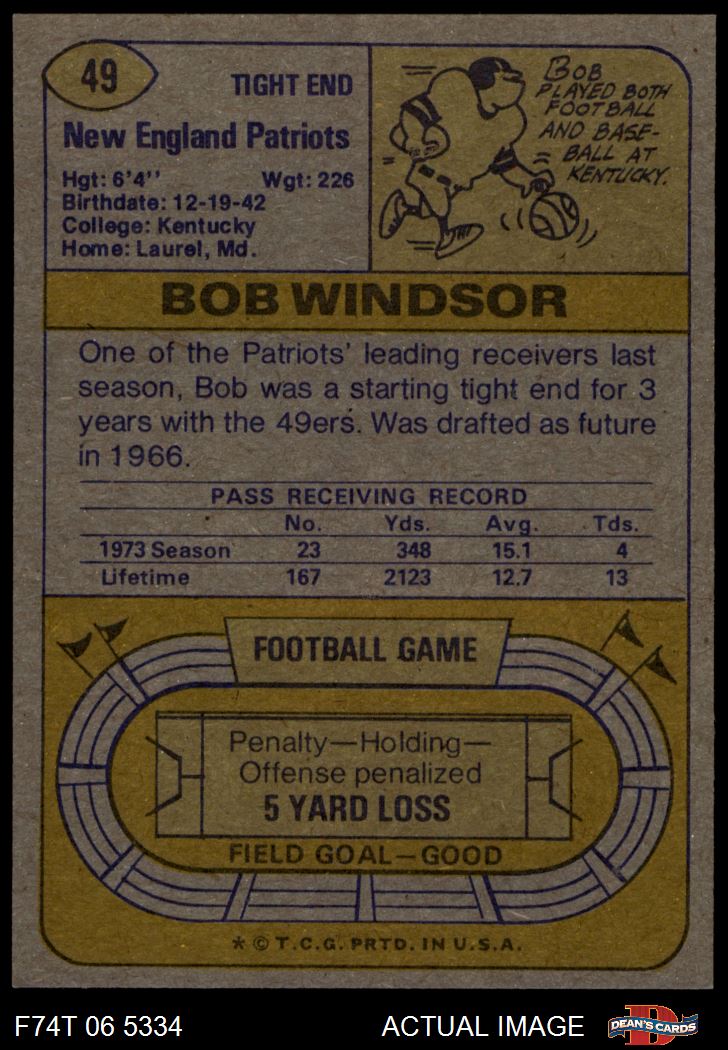 49
TIGHT END
New England Patriots
Hgt: 6'4'' Wgt: 226
Birthdate: 12-19-42
College: Kentucky
Home: Laurel, Md.
BOB
PLAYED BOTH
FOOTBALL
AND BASE-
BALL AT
KENTUCKY.
BOB WINDSOR
One of the Patriots' leading receivers last
season, Bob was a starting tight end for 3
years with the 49ers. Was drafted as future
in 1966.
PASS RECEIVING RECORD
No. Yds. Avg. Tds.
1973 Season 23 348 15.1 4
Lifetime 167 2123 12.7 13
FOOTBALL GAME
Penalty—Holding—
Offense penalized
5 YARD LOSS
FIELD GOAL—GOOD
* © T.C.G. PRTD. IN U.S.A.
F74T 06 5334 ACTUAL IMAGE D DEAN'S CARDS